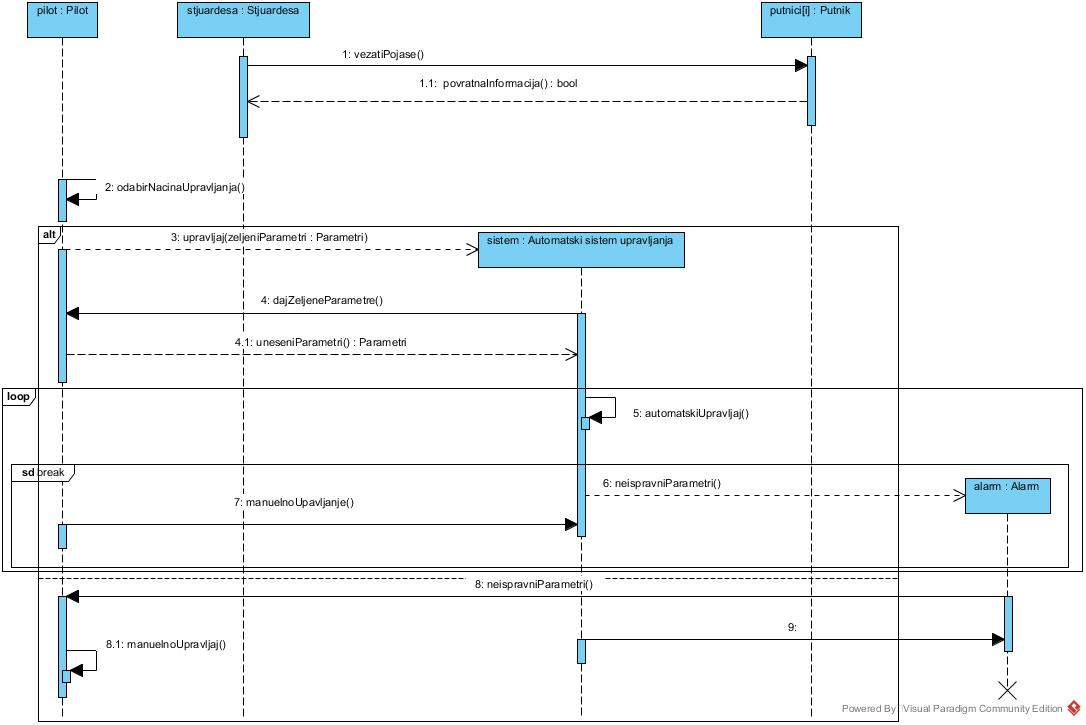 pilot : Pilot
stjuardesa : Stjuardesa
putnici[i] : Putnik
1: vezatiPojase()
1.1: povratnaInformacija() : bool
2: odabirNacinaUpravljanja()
alt
3: upravljaj(zeljeniParametri : Parametri)
sistem : Automatski sistem upravljanja
4: dajZeljeneParametre()
4.1: uneseniParametri() : Parametri
loop
5: automatskiUpravljaj()
sd break
6: neispravniParametri()
alarm : Alarm
7: manuelnoUpavljanje()
8: neispravniParametri()
9:
8.1: manuelnoUpravljaj()
Powered By Visual Paradigm Community Edition